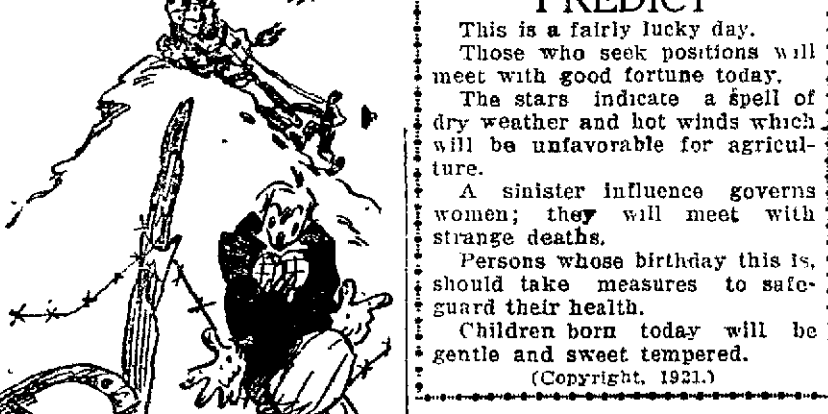 PREDICT
This is a fairly lucky day.
Those who seek positions will
meet with good fortune today.
The stars indicate a spell of
dry weather and hot winds which
will be unfavorable for agricul-
ture.
A sinister influence governs
women; they will meet with
strange deaths.
Persons whose birthday this is,
should take measures to safe-
guard their health.
Children born today will be
gentle and sweet tempered.
(Copyright, 1921.)